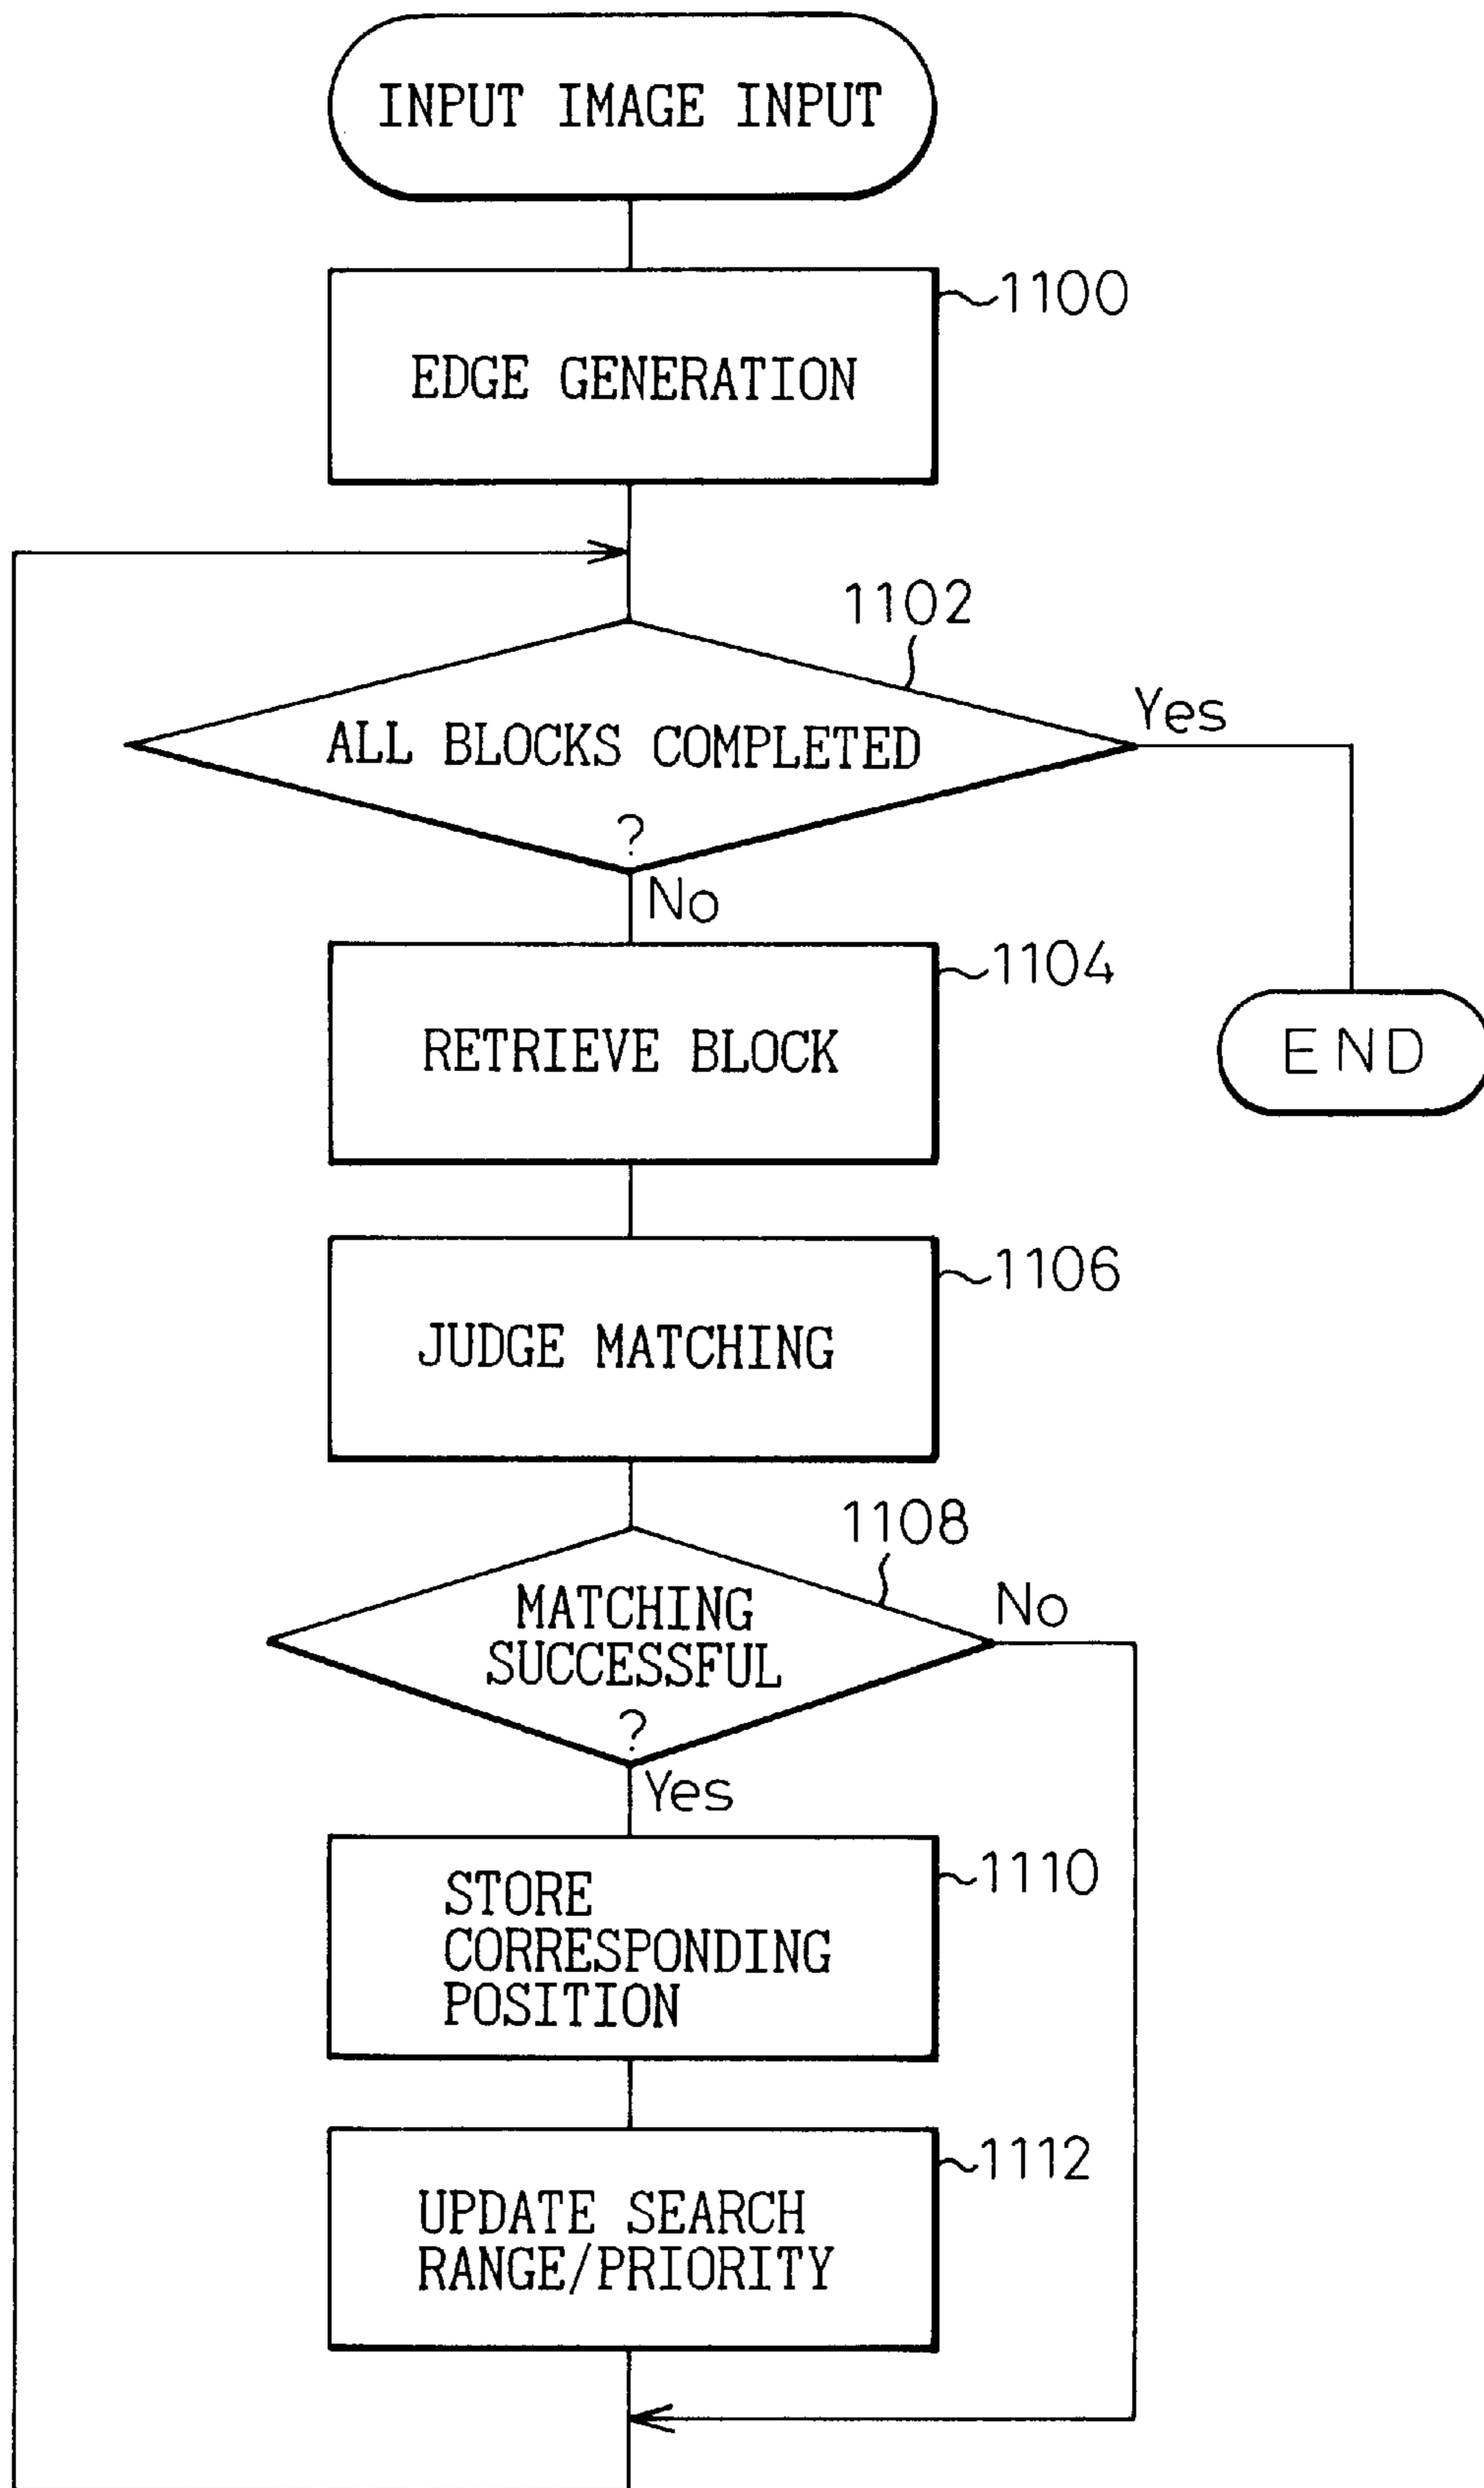 INPUT IMAGE INPUT
1100
EDGE GENERATION
1102
Yes
ALL BLOCKS COMPLETED
?
No
1104
RETRIEVE BLOCK
END
1106
JUDGE MATCHING
1108
No
MATCHING
SUCCESSFUL
?
Yes
1110
STORE
CORRESPONDING
POSITION
1112
UPDATE SEARCH
RANGE/PRIORITY